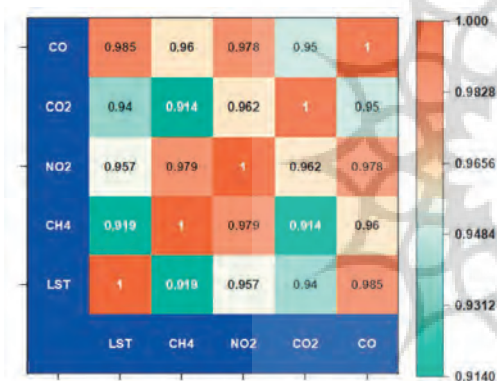 CO 0.985 0.96 0.978 0.95 1
CO2 0.94 0.914 0.962 1 0.95
NO2 0.957 0.979 1 0.962 0.978
CH4 0.919 1 0.979 0.914 0.96
LST 1 0.919 0.957 0.94 0.985
LST CH4 NO2 CO2 CO
1.000
0.9828
0.9656
0.9484
0.9312
0.9140